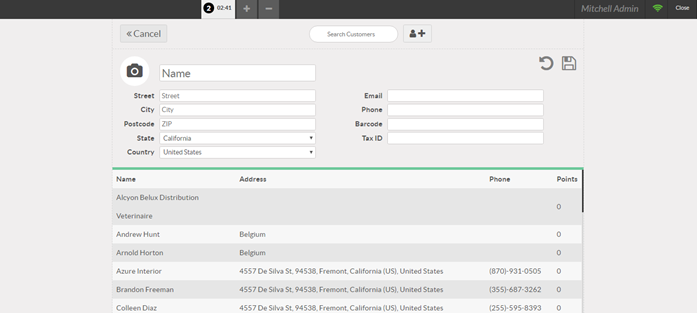 2 02:41 + −
Mitchell Admin Close
« Cancel
Search Customers
Name
Street Street
City City
Postcode ZIP
State California
Country United States
Email
Phone
Barcode
Tax ID
Name Address Phone Points
Alcyon Belux Distribution
Veterinaire 0
Andrew Hunt Belgium 0
Arnold Horton Belgium 0
Azure Interior 4557 De Silva St, 94538, Fremont, California (US), United States (870)-931-0505 0
Brandon Freeman 4557 De Silva St, 94538, Fremont, California (US), United States (355)-687-3262 0
Colleen Diaz 4557 De Silva St, 94538, Fremont, California (US), United States (255)-595-8393 0